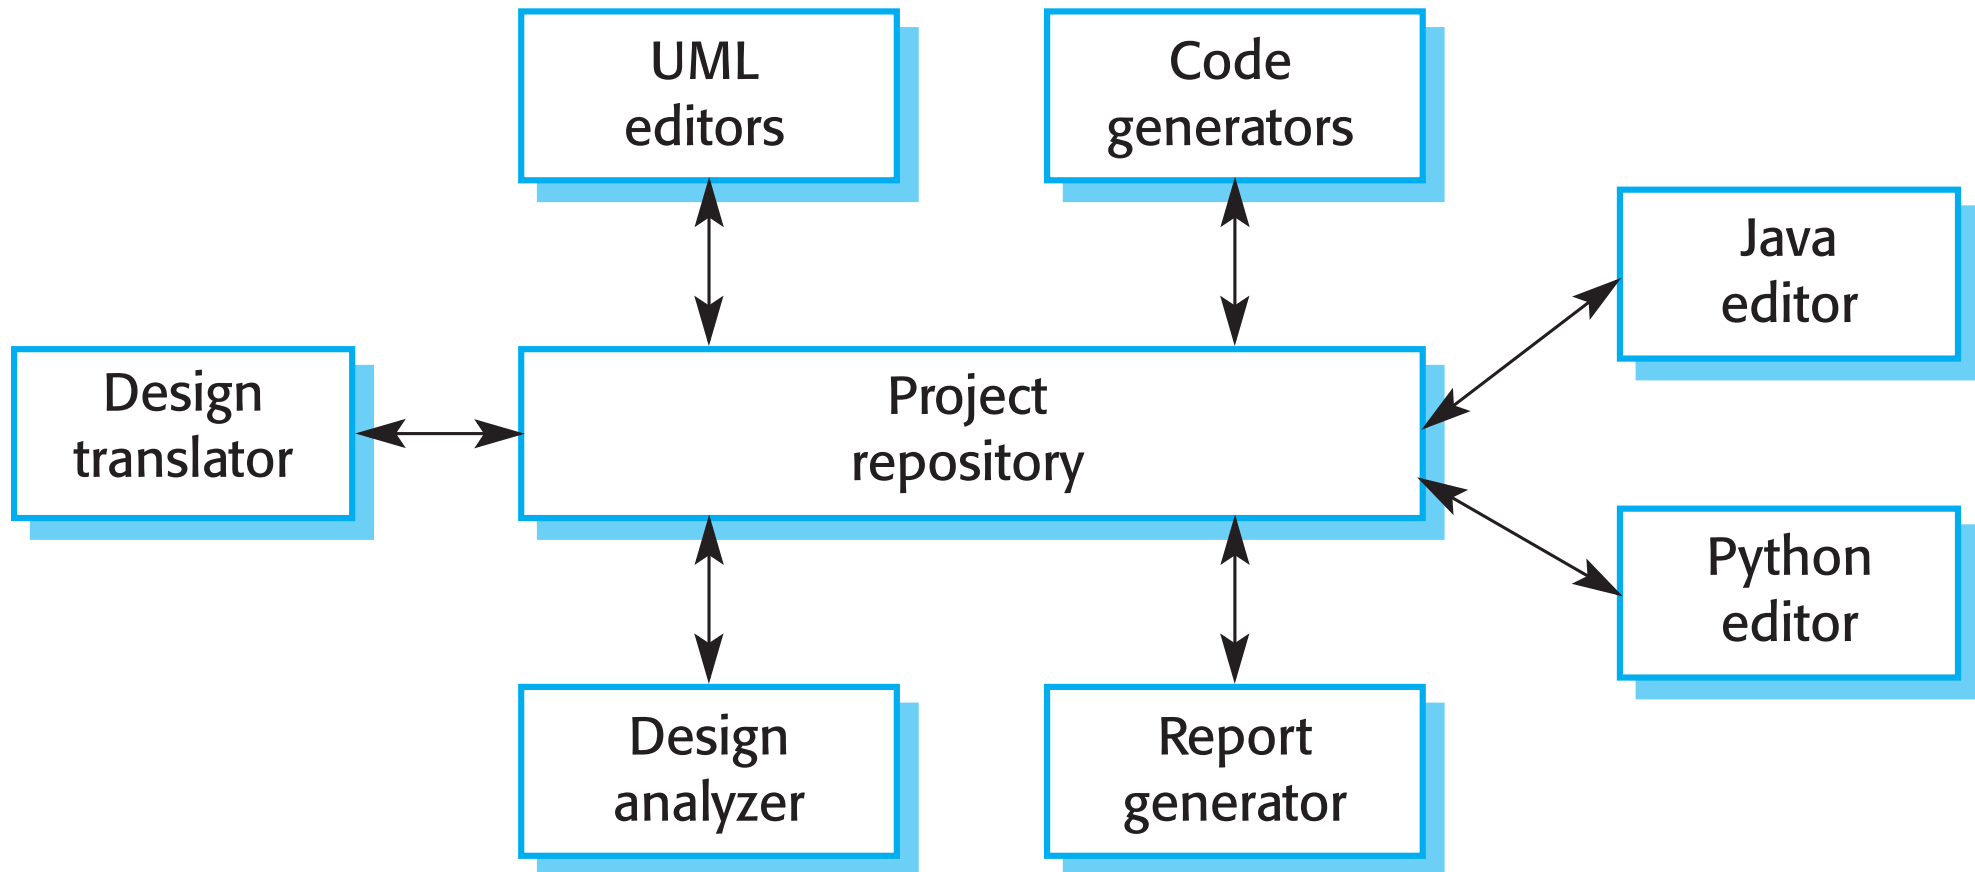 UML
editors
Code
generators
Java
editor
Design
translator
Project
repository
Python
editor
Design
analyzer
Report
generator